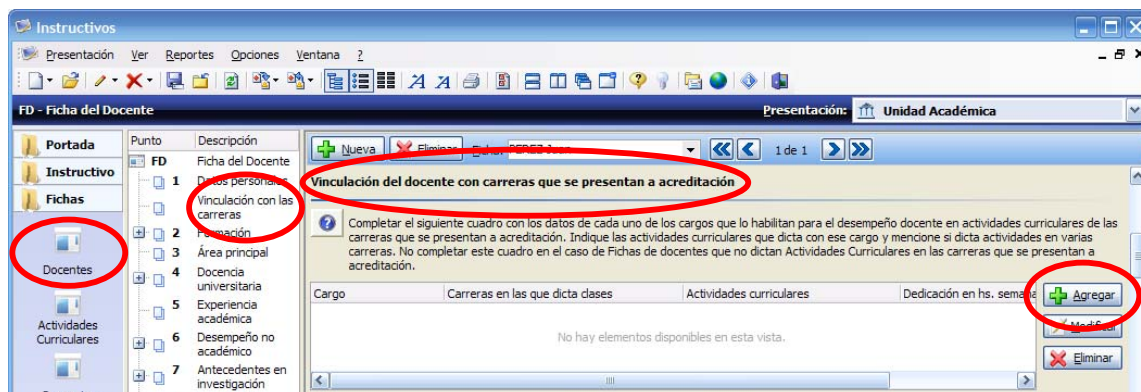 Instructivos
Presentación Ver Reportes Opciones Ventana ?
FD - Ficha del Docente
Presentación: Unidad Académica
Portada
Instructivo
Fichas
Docentes
Actividades
Curriculares
Punto Descripción
FD Ficha del Docente
1 Datos personales
Vinculación con las
carreras
2 Formación
3 Área principal
4 Docencia
universitaria
5 Experiencia
académica
6 Desempeño no
académico
7 Antecedentes en
investigación
Nueva Eliminar Ficha: PEREZ Juan 1 de 1
Vinculación del docente con carreras que se presentan a acreditación
Completar el siguiente cuadro con los datos de cada uno de los cargos que lo habilitan para el desempeño docente en actividades curriculares de las
carreras que se presentan a acreditación. Indique las actividades curriculares que dicta con ese cargo y mencione si dicta actividades en varias
carreras. No completar este cuadro en el caso de Fichas de docentes que no dictan Actividades Curriculares en las carreras que se presentan a
acreditación.
Cargo Carreras en las que dicta clases Actividades curriculares Dedicación en hs. semana
No hay elementos disponibles en esta vista.
Agregar
Modificar
Eliminar